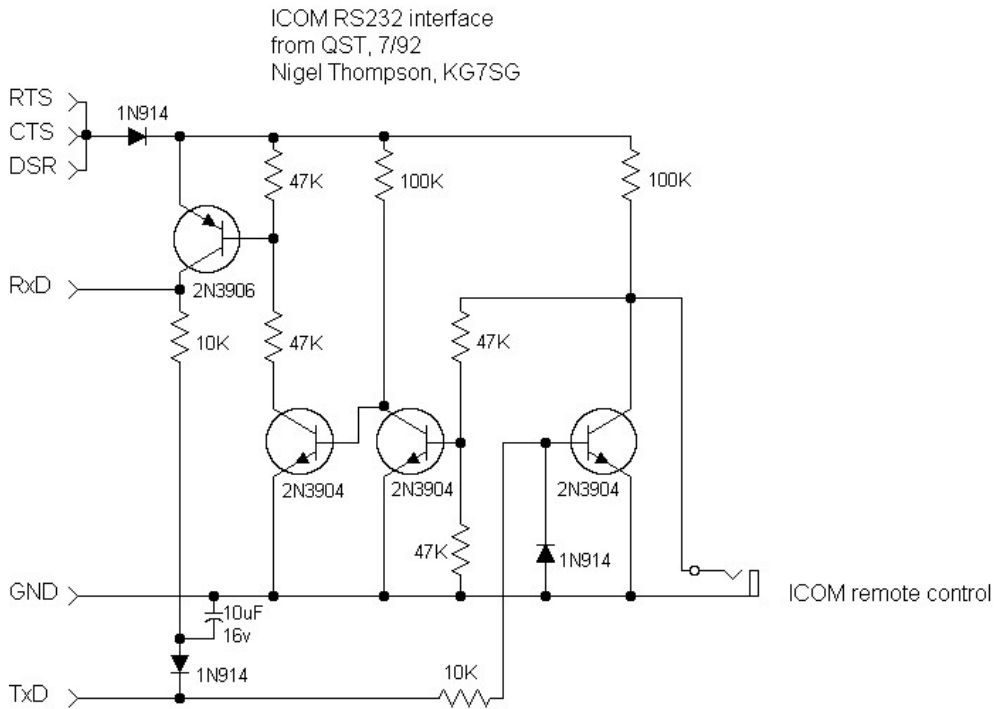 ICOM RS232 interface
from QST, 7/92
Nigel Thompson, KG7SG
RTS
CTS
DSR
1N914
47K
100K
100K
RxD
2N3906
10K
47K
47K
2N3904
2N3904
2N3904
47K
1N914
GND
10uF
16v
ICOM remote control
1N914
10K
TxD